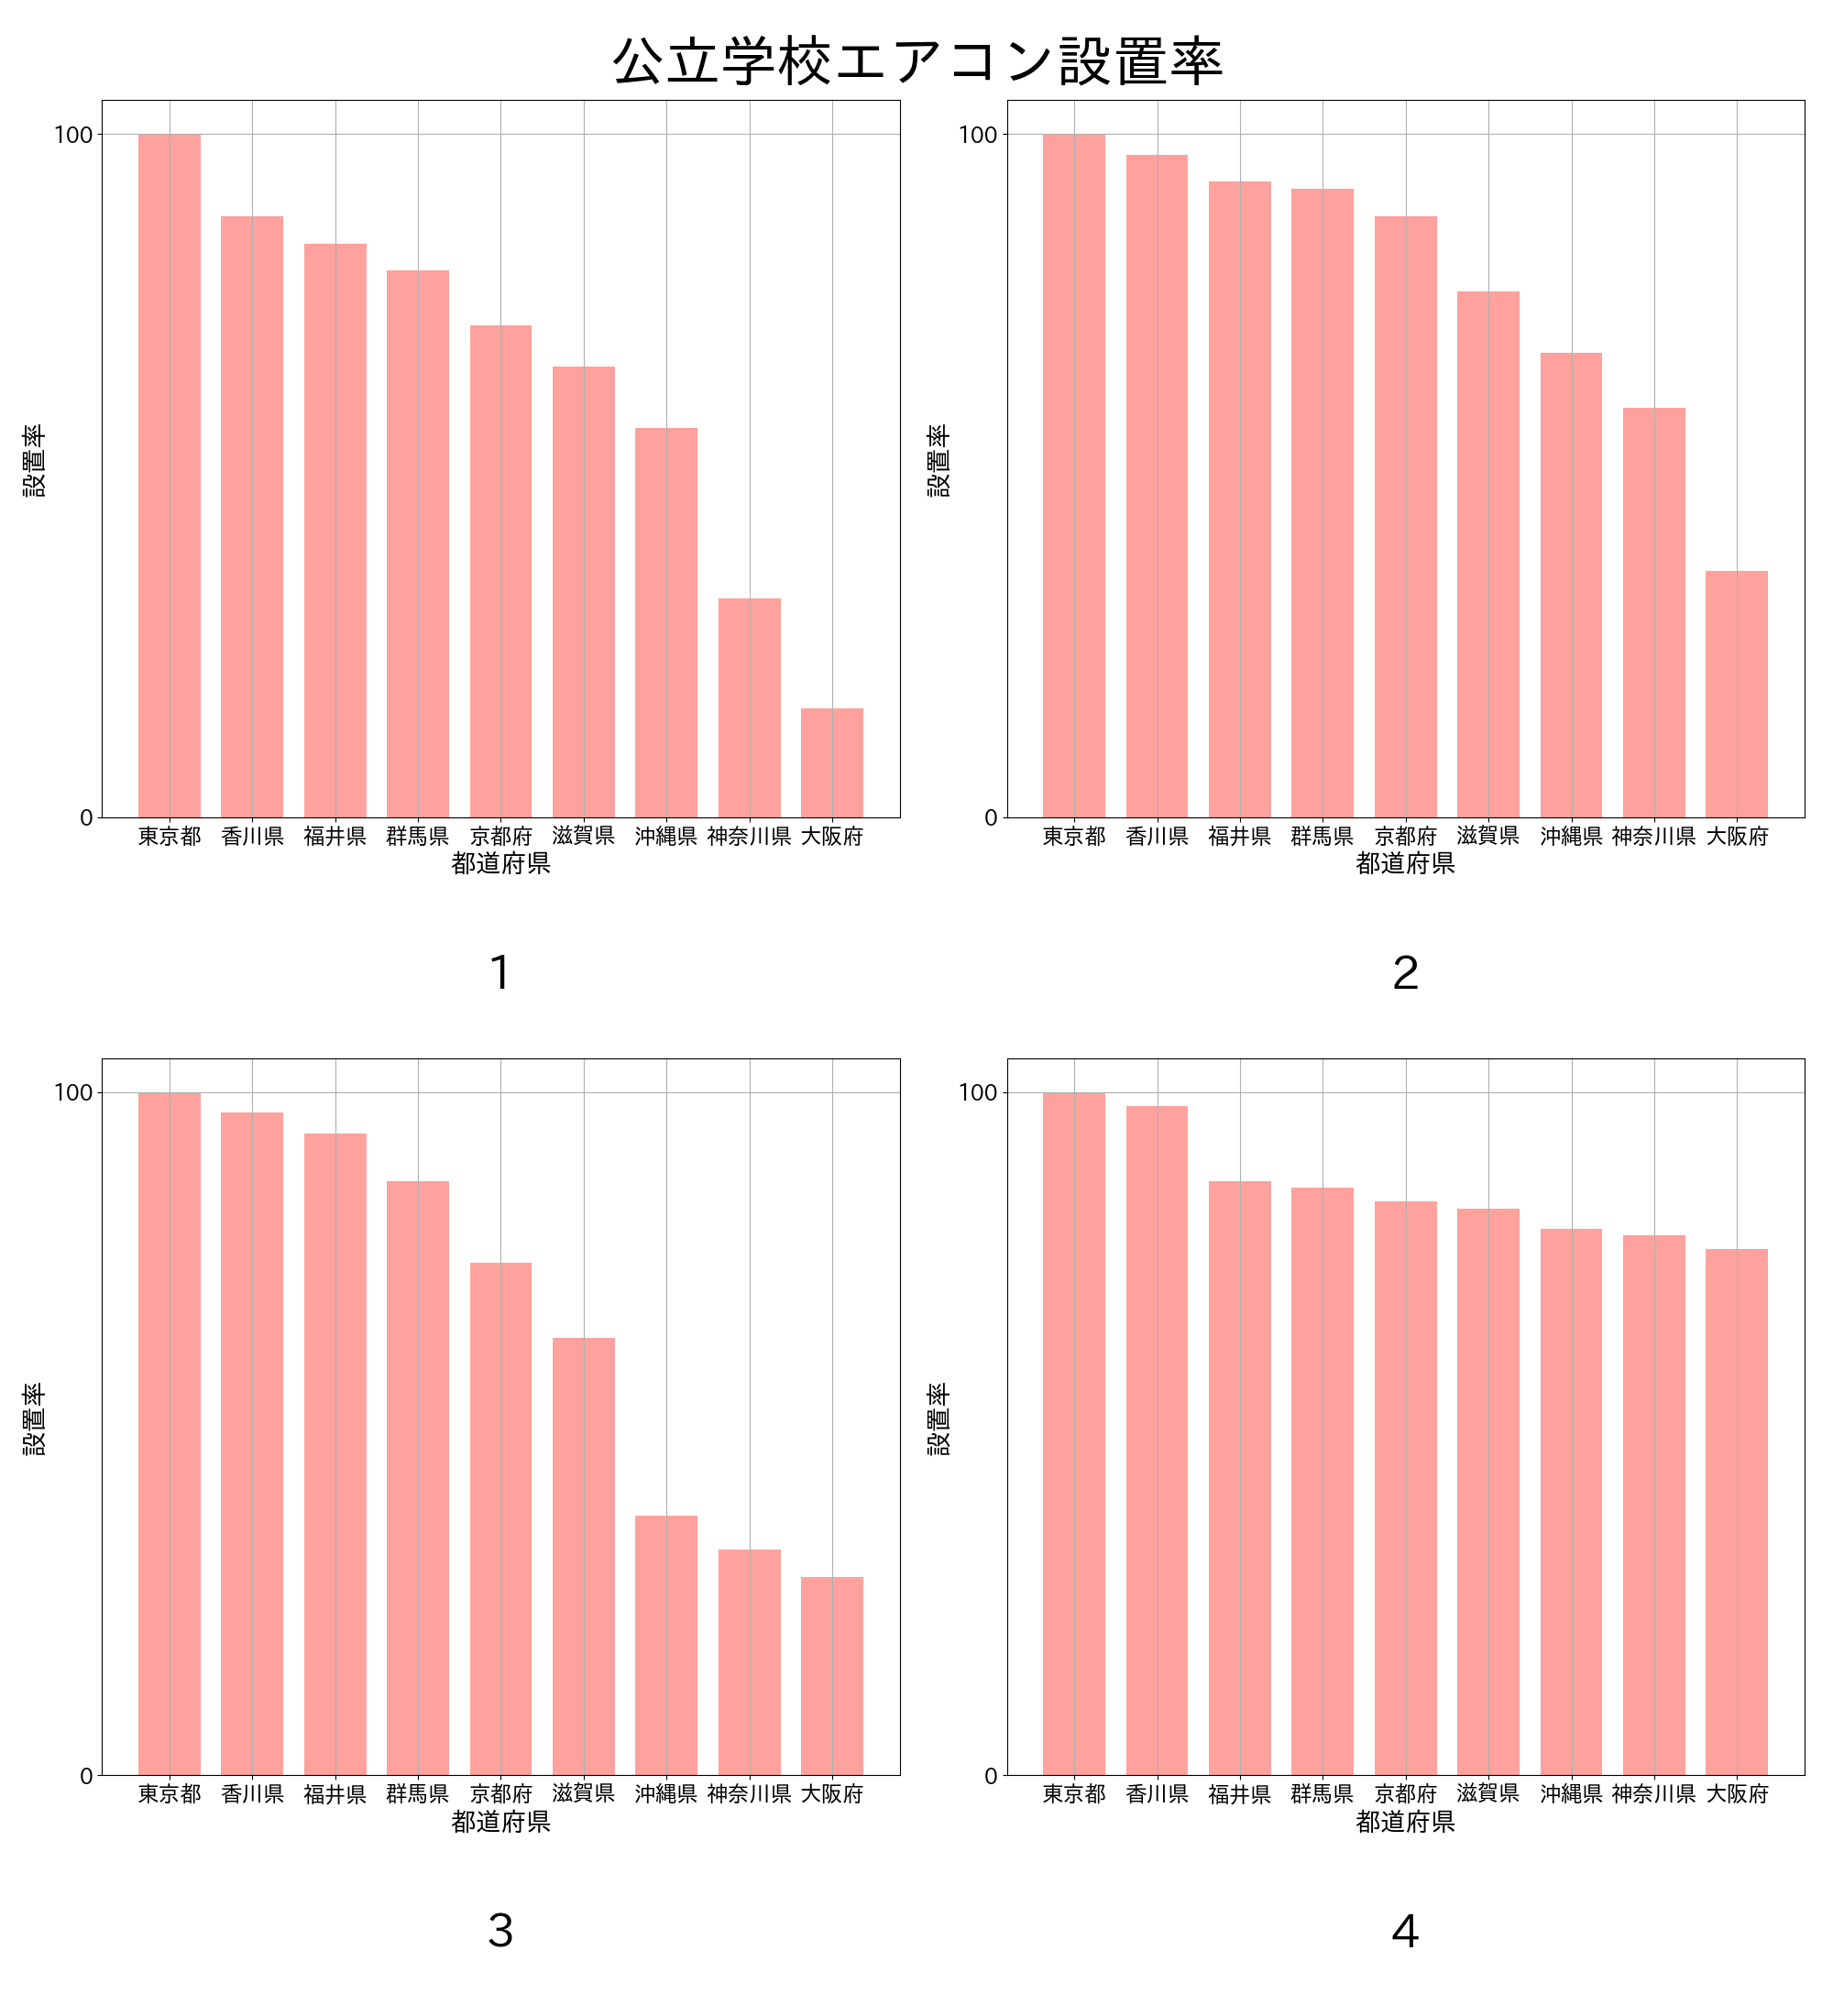 公立学校エアコン設置率
100
0
設置率
東京都 香川県 福井県 群馬県 京都府 滋賀県 沖縄県 神奈川県 大阪府
都道府県
1
100
0
設置率
東京都 香川県 福井県 群馬県 京都府 滋賀県 沖縄県 神奈川県 大阪府
都道府県
2
100
0
設置率
東京都 香川県 福井県 群馬県 京都府 滋賀県 沖縄県 神奈川県 大阪府
都道府県
3
100
0
設置率
東京都 香川県 福井県 群馬県 京都府 滋賀県 沖縄県 神奈川県 大阪府
都道府県
4